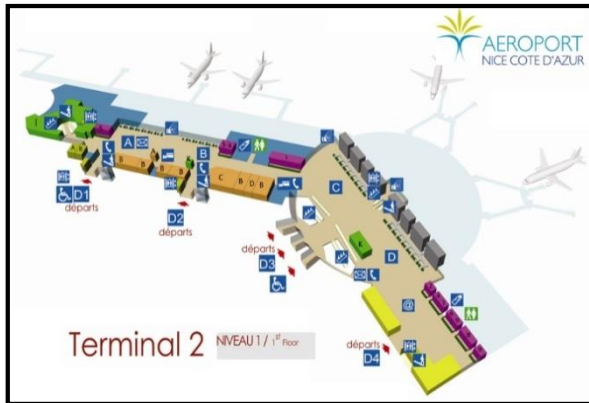 AEROPORT
NICE COTE D'AZUR
A
B
B
B
B
B
C
B
D
B
C
K
D
@
D1
départs
D2
départs
départs
D3
départs
D4
Terminal 2
NIVEAU 1 / 1st Floor